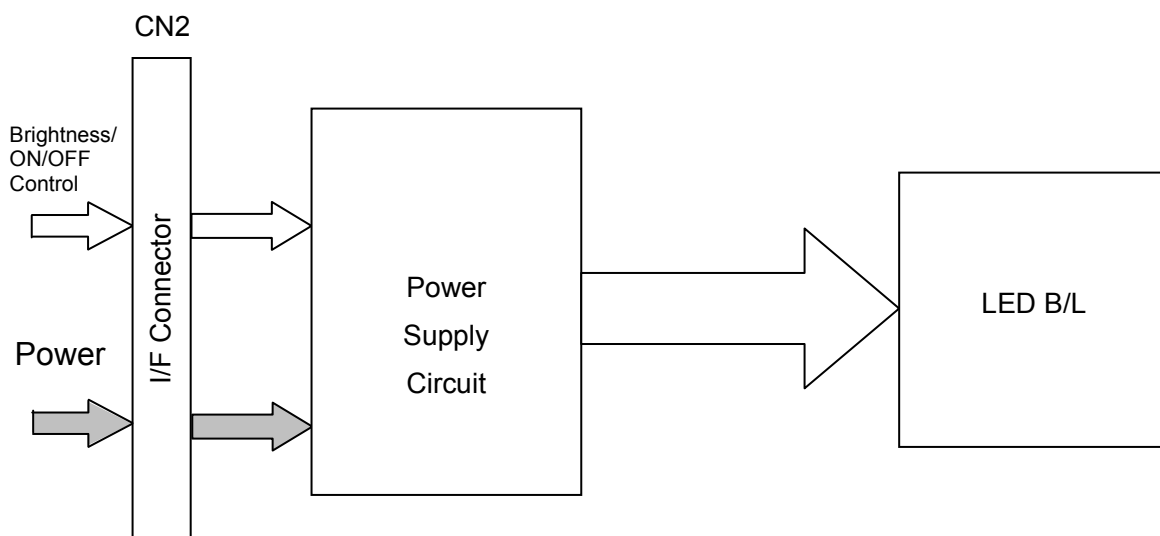 CN2
Brightness/
ON/OFF
Control
Power
I/F Connector
Power
Supply
Circuit
LED B/L